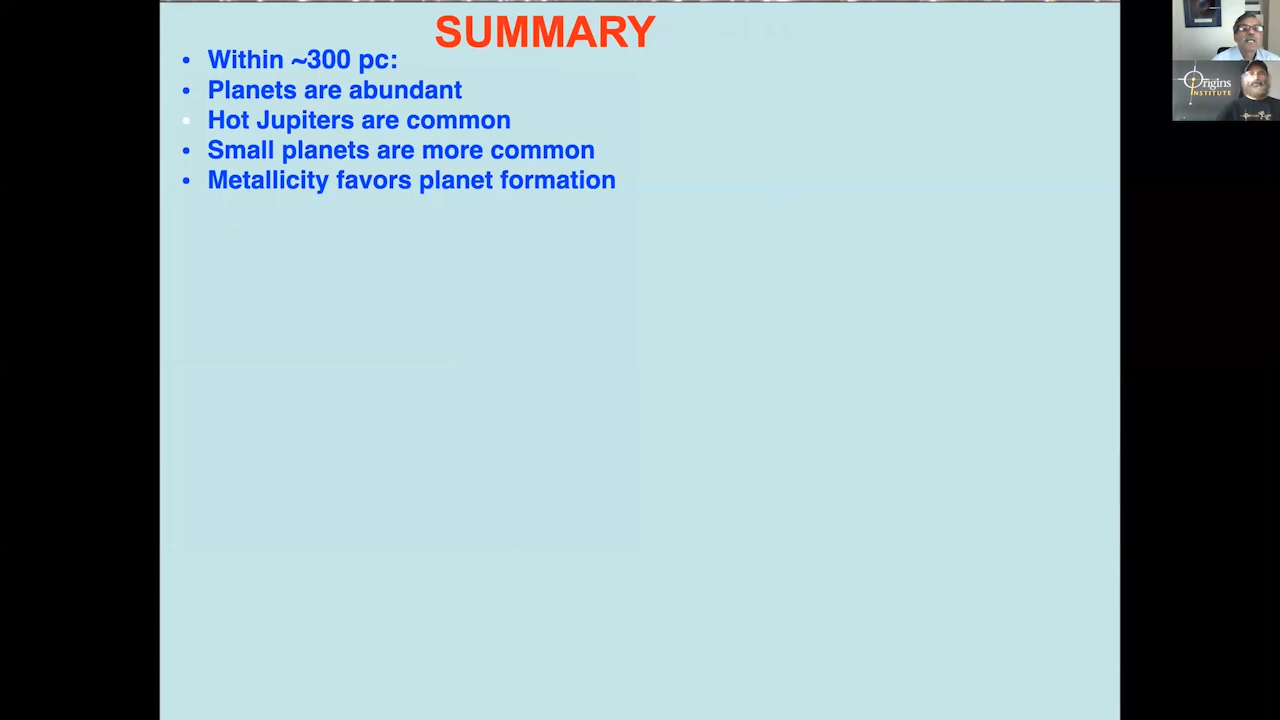 SUMMARY
• Within ~300 pc:
• Planets are abundant
• Hot Jupiters are common
• Small planets are more common
• Metallicity favors planet formation
Origins
INSTITUTE